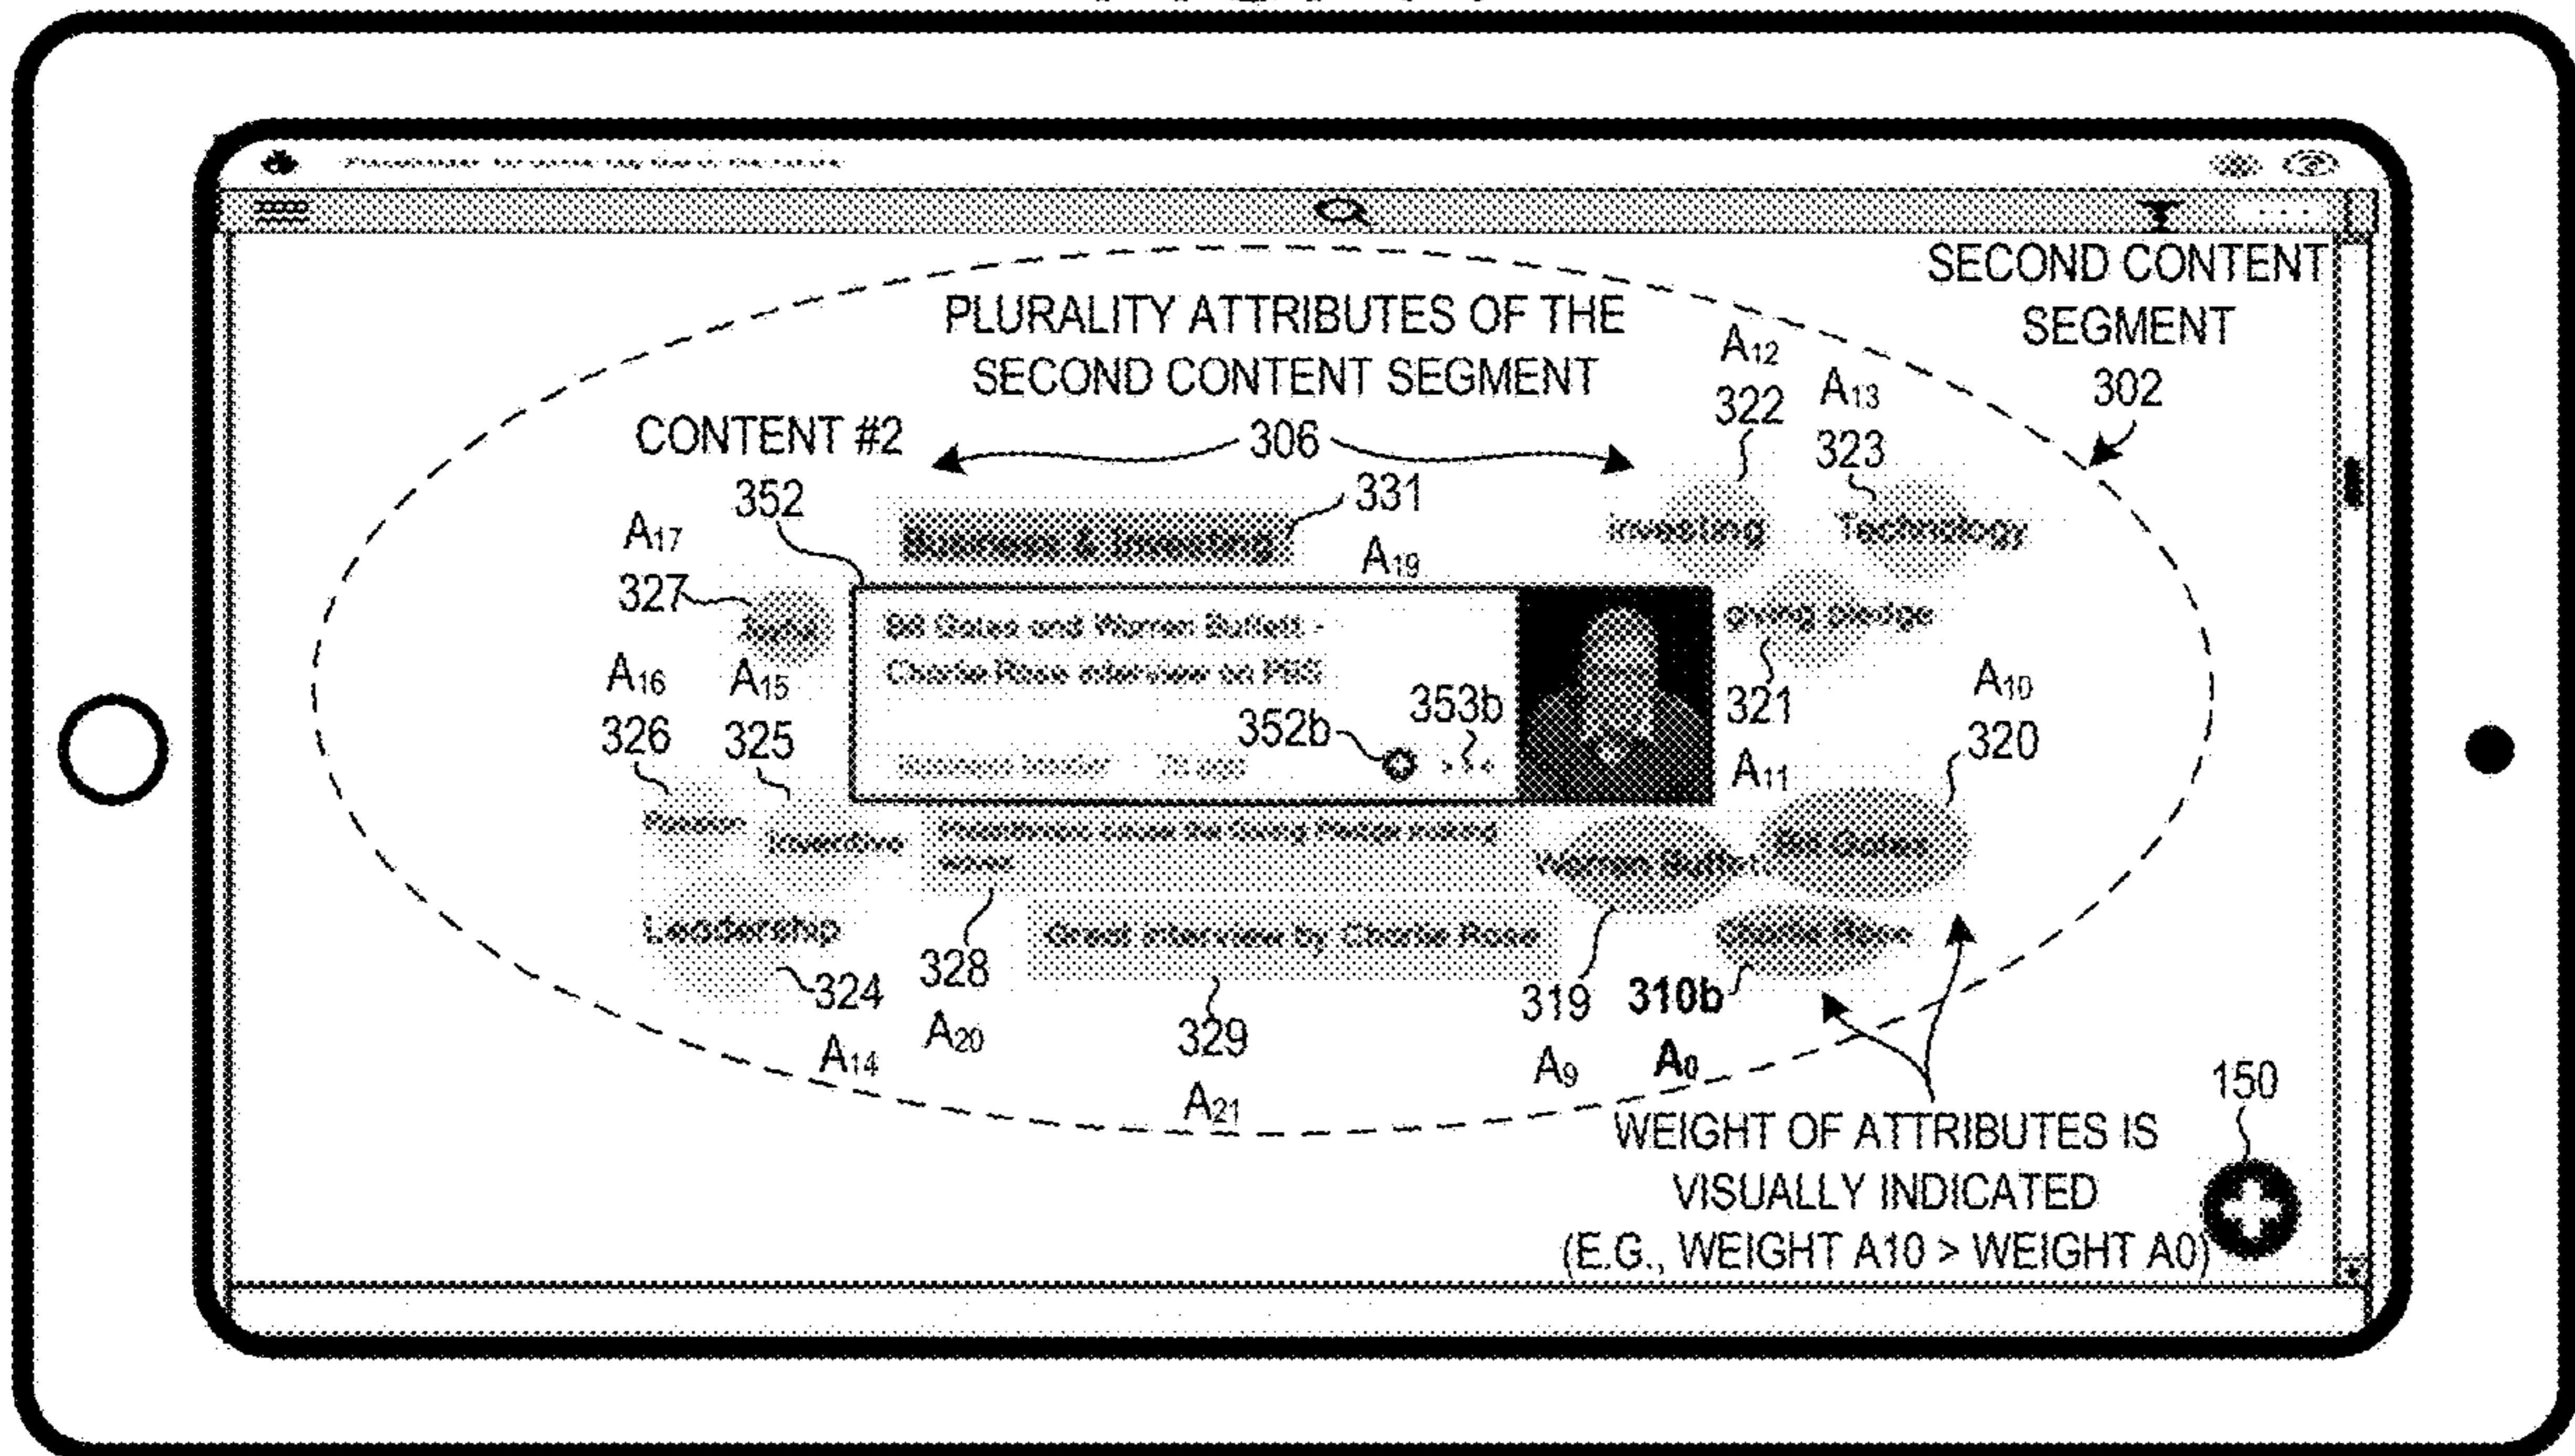 SECOND CONTENT
SEGMENT
302
PLURALITY ATTRIBUTES OF THE
SECOND CONTENT SEGMENT
306
A12
322
A13
323
CONTENT #2
352
331
A19
A17
327
Business & Investing
Investing
Technology
Giving Pledge
321
A11
Bill Gates and Warren Buffett -
Charlie Rose interview on PBS
352b
353b
A16
326
A15
325
A10
320
Inventive
Leadership
324
A14
328
A20
Great interview by Charlie Rose
329
A21
Warren Buffet
Bill Gates
Charlie Rose
319
A9
310b
A0
WEIGHT OF ATTRIBUTES IS
VISUALLY INDICATED
(E.G., WEIGHT A10 > WEIGHT A0)
150